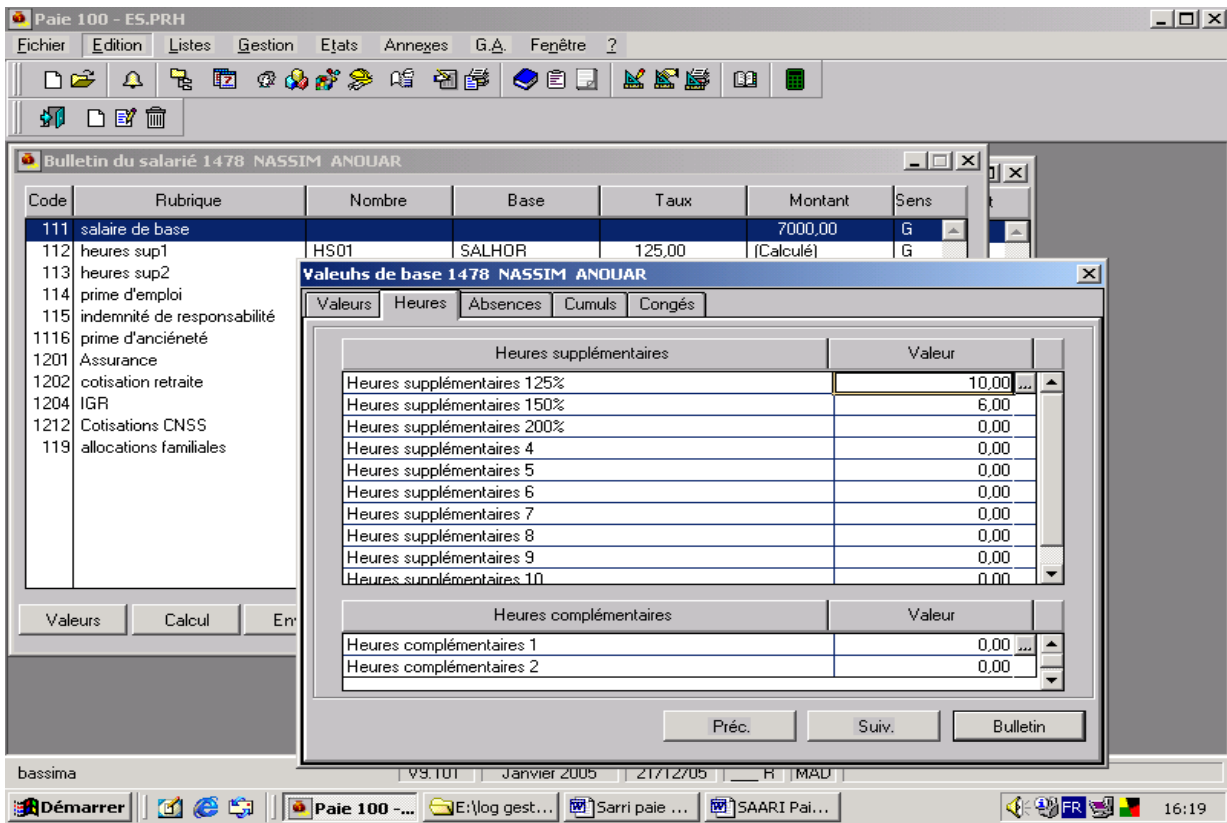 Paie 100 - ES.PRH
Fichier Edition Listes Gestion Etats Annexes G.A. Fenêtre ?
Bulletin du salarié 1478 NASSIM ANOUAR
Code Rubrique Nombre Base Taux Montant Sens
111 salaire de base 7000,00 G
112 heures sup1 HS01 SALHOR 125,00 (Calculé) G
113 heures sup2
114 prime d'emploi
115 indemnité de responsabilité
1116 prime d'anciéneté
1201 Assurance
1202 cotisation retraite
1204 IGR
1212 Cotisations CNSS
119 allocations familiales
Valeurs Calcul
Valeuhs de base 1478 NASSIM ANOUAR
Valeurs Heures Absences Cumuls Congés
Heures supplémentaires Valeur
Heures supplémentaires 125% 10,00 ...
Heures supplémentaires 150% 6,00
Heures supplémentaires 200% 0,00
Heures supplémentaires 4 0,00
Heures supplémentaires 5 0,00
Heures supplémentaires 6 0,00
Heures supplémentaires 7 0,00
Heures supplémentaires 8 0,00
Heures supplémentaires 9 0,00
Heures supplémentaires 10 0,00
Heures complémentaires Valeur
Heures complémentaires 1 0,00 ...
Heures complémentaires 2 0,00
Préc. Suiv. Bulletin
bassima V9.101 Janvier 2005 21/12/05 ___ R MAD
Démarrer Paie 100 -... E:\log gest... Sarri paie ... SAARI Pai... FR 16:19